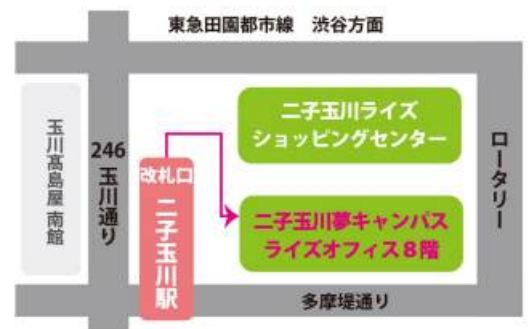 東急田園都市線 渋谷方面
玉川髙島屋 南館
246
玉川通り
改札口
二子玉川駅
二子玉川ライズ
ショッピングセンター
二子玉川夢キャンパス
ライズオフィス8階
ロータリー
多摩堤通り